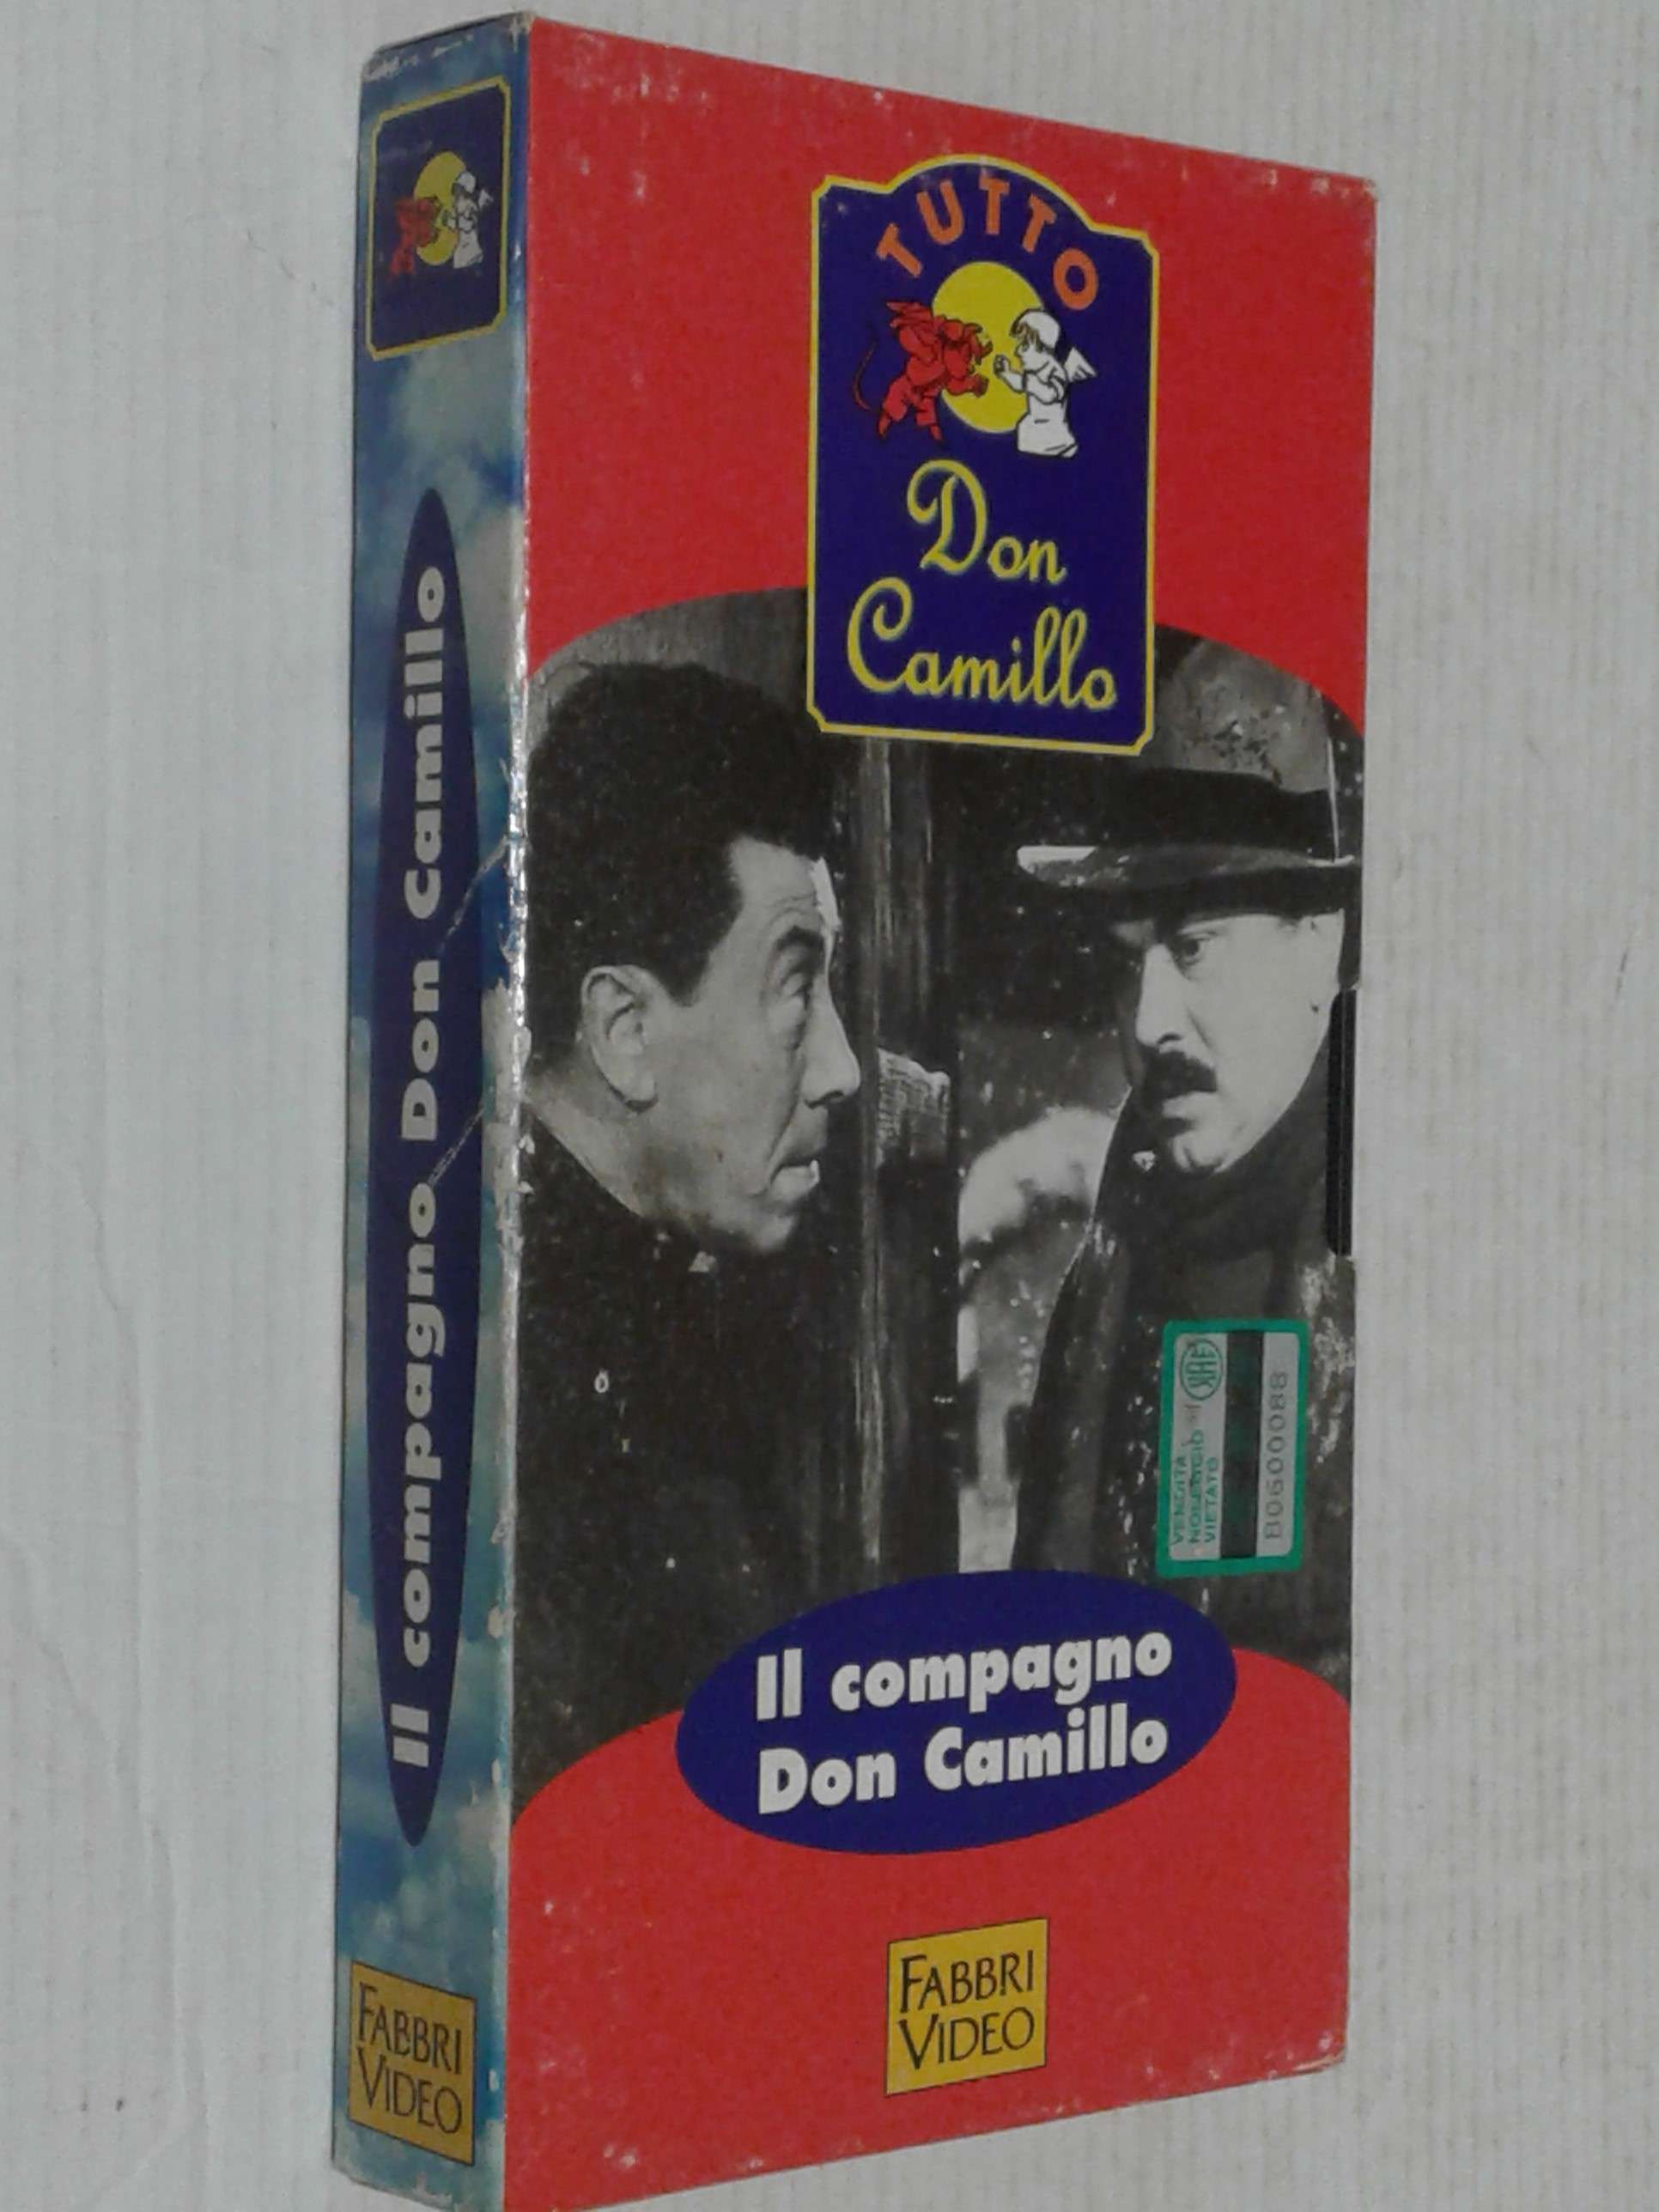 Il compagno Don Camillo
FABBRI
VIDEO
TUTTO
Don
Camillo
SIAE
VENDITA
NOLEGGIO
VIETATO
B0600088
Il compagno
Don Camillo
FABBRI
VIDEO